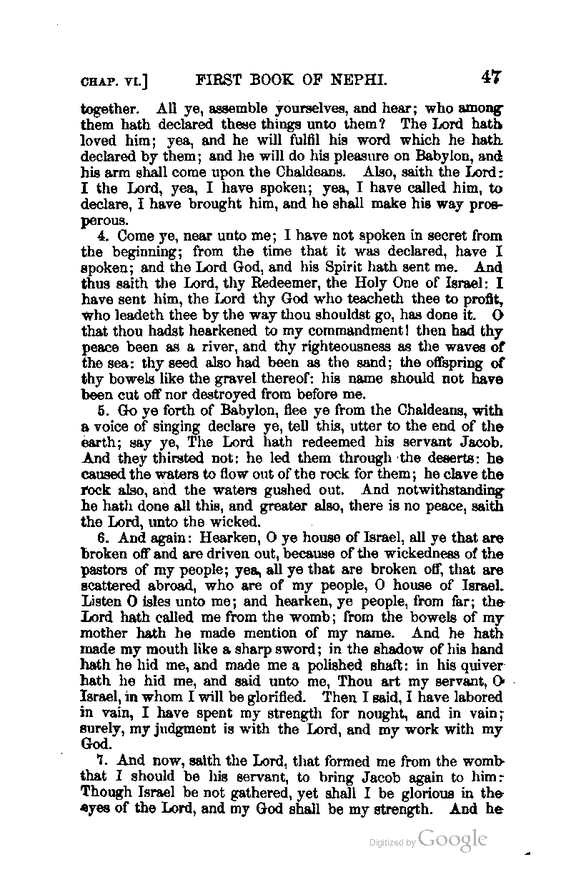 CHAP. VI.] FIRST BOOK OF NEPHI. 47
together. All ye, assemble yourselves, and hear; who among
them hath declared these things unto them? The Lord hath
loved him; yea, and he will fulfil his word which he hath
declared by them; and he will do his pleasure on Babylon, and
his arm shall come upon the Chaldeans. Also, saith the Lord:
I the Lord, yea, I have spoken; yea, I have called him, to
declare, I have brought him, and he shall make his way pros-
perous.
4. Come ye, near unto me; I have not spoken in secret from
the beginning; from the time that it was declared, have I
spoken; and the Lord God, and his Spirit hath sent me. And
thus saith the Lord, thy Redeemer, the Holy One of Israel: I
have sent him, the Lord thy God who teacheth thee to profit,
who leadeth thee by the way thou shouldst go, has done it. O
that thou hadst hearkened to my commandment! then had thy
peace been as a river, and thy righteousness as the waves of
the sea: thy seed also had been as the sand; the offspring of
thy bowels like the gravel thereof: his name should not have
been cut off nor destroyed from before me.
5. Go ye forth of Babylon, flee ye from the Chaldeans, with
a voice of singing declare ye, tell this, utter to the end of the
earth; say ye, The Lord hath redeemed his servant Jacob.
And they thirsted not: he led them through the deserts: he
caused the waters to flow out of the rock for them; he clave the
rock also, and the waters gushed out. And notwithstanding
he hath done all this, and greater also, there is no peace, saith
the Lord, unto the wicked.
6. And again: Hearken, O ye house of Israel, all ye that are
broken off and are driven out, because of the wickedness of the
pastors of my people; yea, all ye that are broken off, that are
scattered abroad, who are of my people, O house of Israel.
Listen O isles unto me; and hearken, ye people, from far; the
Lord hath called me from the womb; from the bowels of my
mother hath he made mention of my name. And he hath
made my mouth like a sharp sword; in the shadow of his hand
hath he hid me, and made me a polished shaft: in his quiver
hath he hid me, and said unto me, Thou art my servant, O
Israel, in whom I will be glorified. Then I said, I have labored
in vain, I have spent my strength for nought, and in vain;
surely, my judgment is with the Lord, and my work with my
God.
7. And now, saith the Lord, that formed me from the womb
that I should be his servant, to bring Jacob again to him:
Though Israel be not gathered, yet shall I be glorious in the
eyes of the Lord, and my God shall be my strength. And he
Digitized by Google